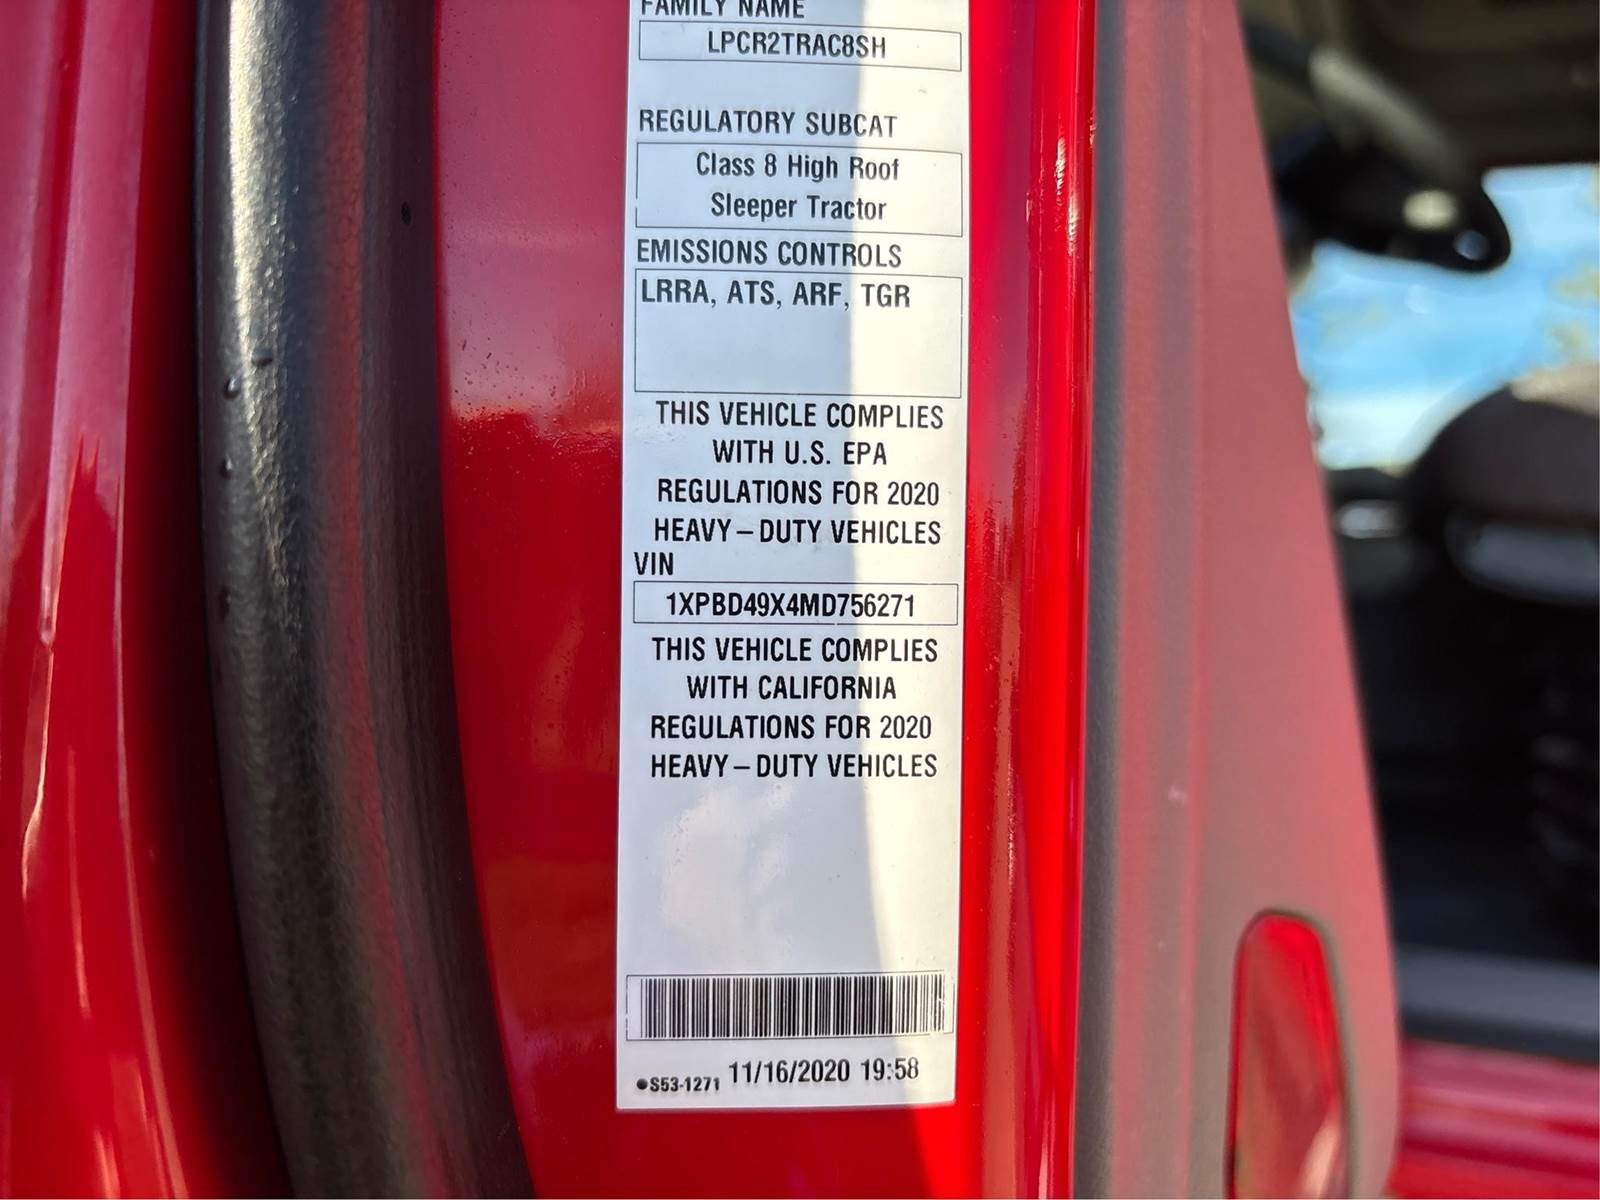 FAMILY NAME
LPCR2TRAC8SH
REGULATORY SUBCAT
Class 8 High Roof
Sleeper Tractor
EMISSIONS CONTROLS
LRRA, ATS, ARF, TGR
THIS VEHICLE COMPLIES
WITH U.S. EPA
REGULATIONS FOR 2020
HEAVY–DUTY VEHICLES
VIN
1XPBD49X4MD756271
THIS VEHICLE COMPLIES
WITH CALIFORNIA
REGULATIONS FOR 2020
HEAVY–DUTY VEHICLES
●S53-1271 11/16/2020 19:58